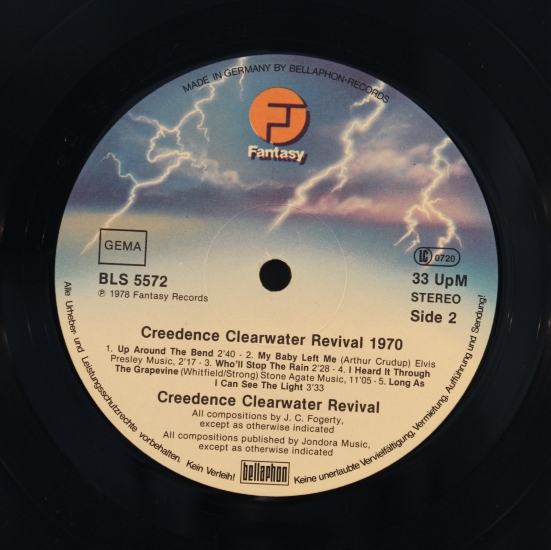 MADE IN GERMANY BY BELLAPHON-RECORDS
Fantasy
GEMA
LC 0720
BLS 5572
℗ 1978 Fantasy Records
33 UpM
STEREO
Side 2
Creedence Clearwater Revival 1970
1. Up Around The Bend 2'40 - 2. My Baby Left Me (Arthur Crudup) Elvis
Presley Music, 2'17 - 3. Who'll Stop The Rain 2'28 - 4. I Heard It Through
The Grapevine (Whitfield/Strong) Stone Agate Music, 11'05 - 5. Long As
I Can See The Light 3'33
Creedence Clearwater Revival
All compositions by J. C. Fogerty,
except as otherwise indicated
All compositions published by Jondora Music,
except as otherwise indicated
bellaphon
Alle Urheber- und Leistungsschutzrechte vorbehalten. Kein Verleih! Keine unerlaubte Vervielfältigung, Vermietung, Aufführung und Sendung!